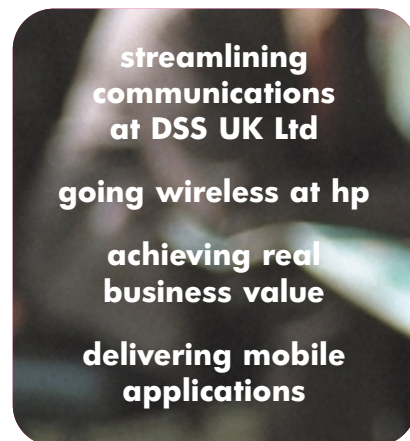 streamlining
communications
at DSS UK Ltd
going wireless at hp
achieving real
business value
delivering mobile
applications